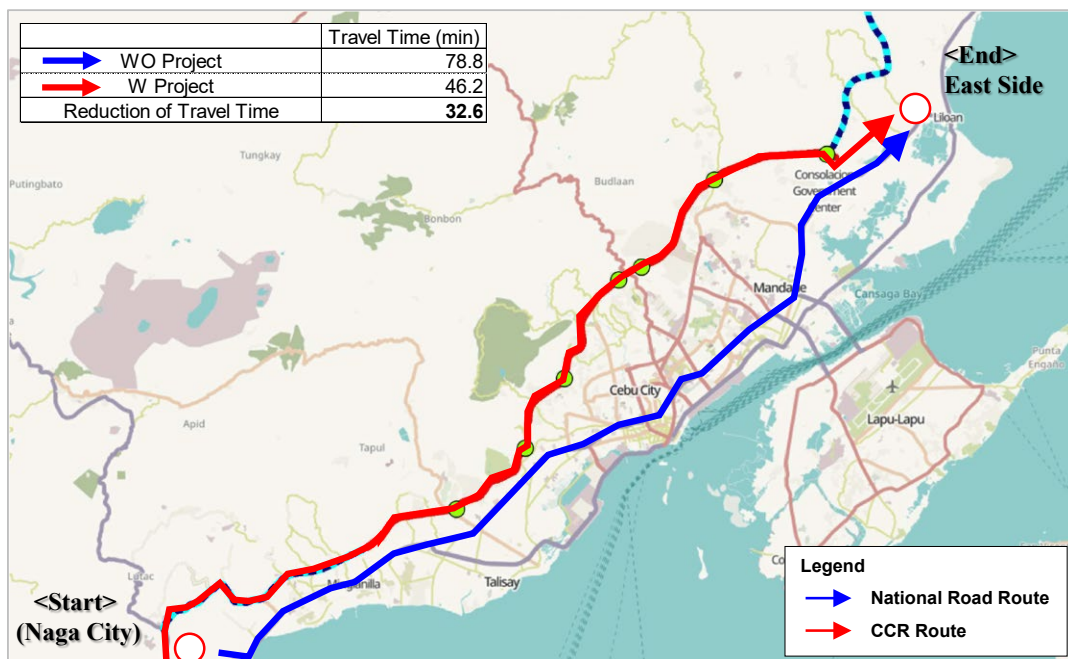 Travel Time (min)
WO Project 78.8
W Project 46.2
Reduction of Travel Time 32.6
<End>
East Side
Liloan
Tungkay
Putingbato
Budlaan
Bonbon
Consolacion
Government
Center
Mandaue
Cansaga Bay
Punta
Engaño
Cebu City
Lapu-Lapu
Apid
Tapul
Talisay
Lutac
<Start>
(Naga City)
Legend
National Road Route
CCR Route